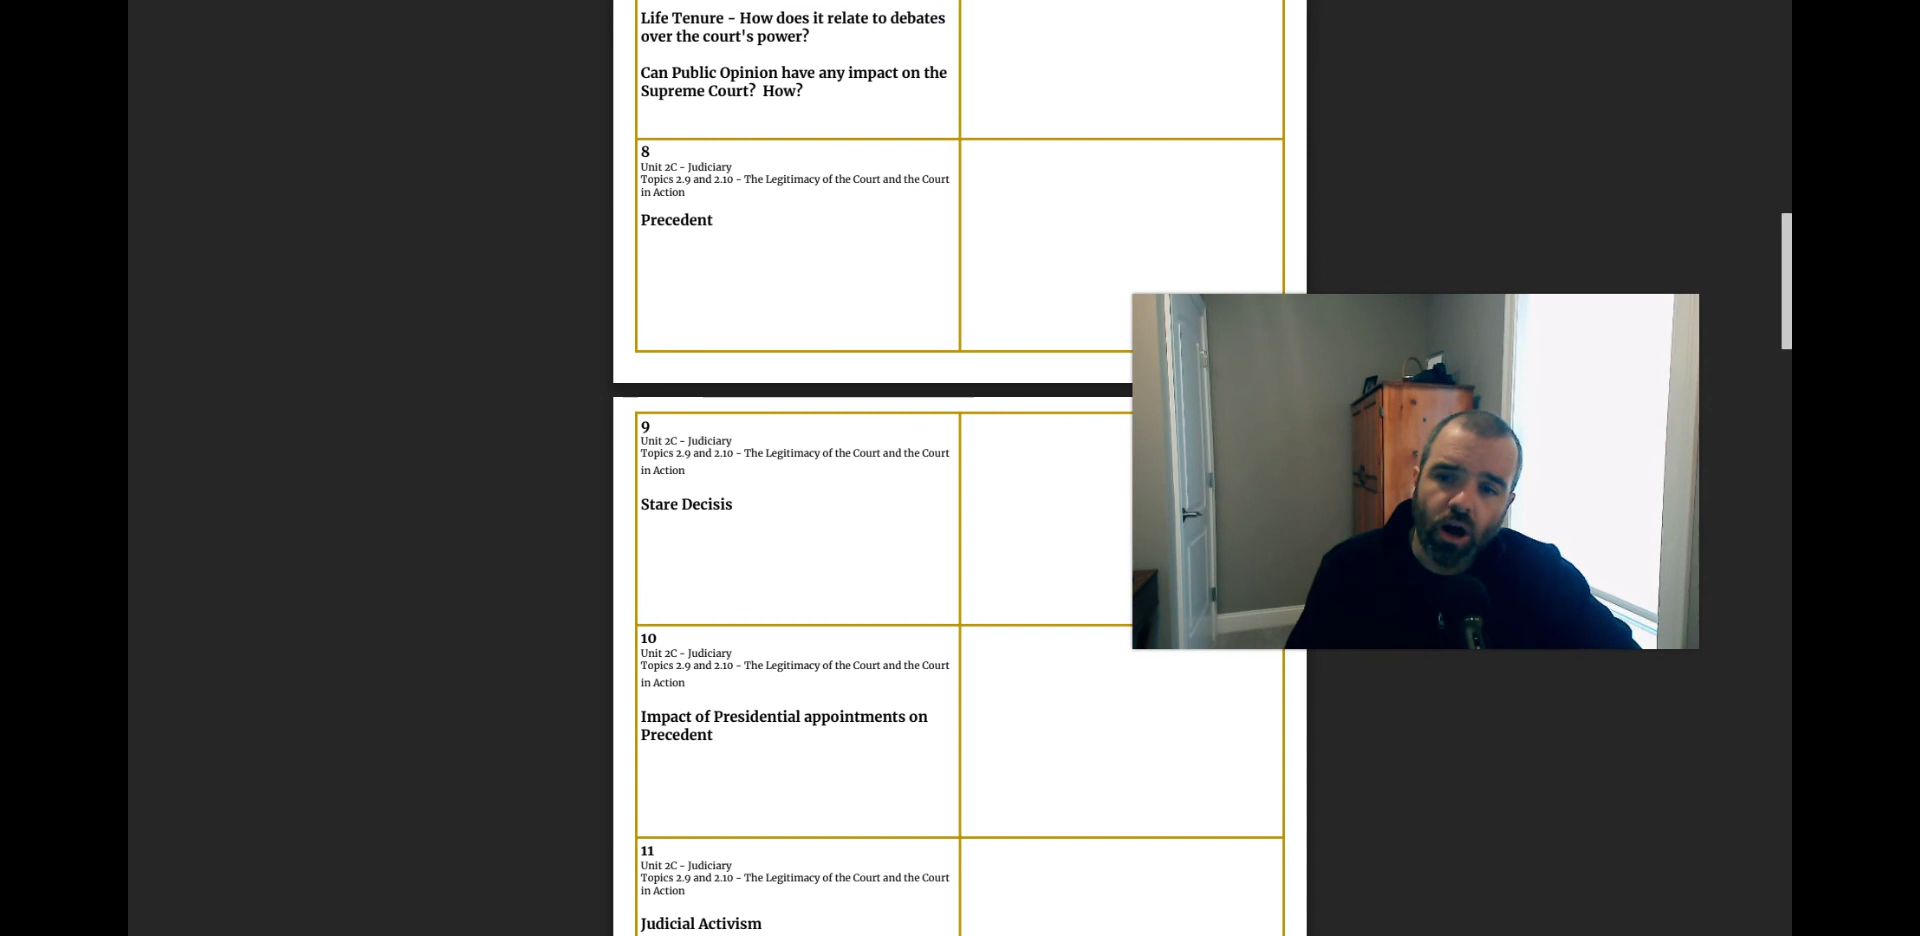 Life Tenure - How does it relate to debates
over the court's power?
Can Public Opinion have any impact on the
Supreme Court?  How?
8
Unit 2C - Judiciary
Topics 2.9 and 2.10 - The Legitimacy of the Court and the Court
in Action
Precedent
9
Unit 2C - Judiciary
Topics 2.9 and 2.10 - The Legitimacy of the Court and the Court
in Action
Stare Decisis
10
Unit 2C - Judiciary
Topics 2.9 and 2.10 - The Legitimacy of the Court and the Court
in Action
Impact of Presidential appointments on
Precedent
11
Unit 2C - Judiciary
Topics 2.9 and 2.10 - The Legitimacy of the Court and the Court
in Action
Judicial Activism